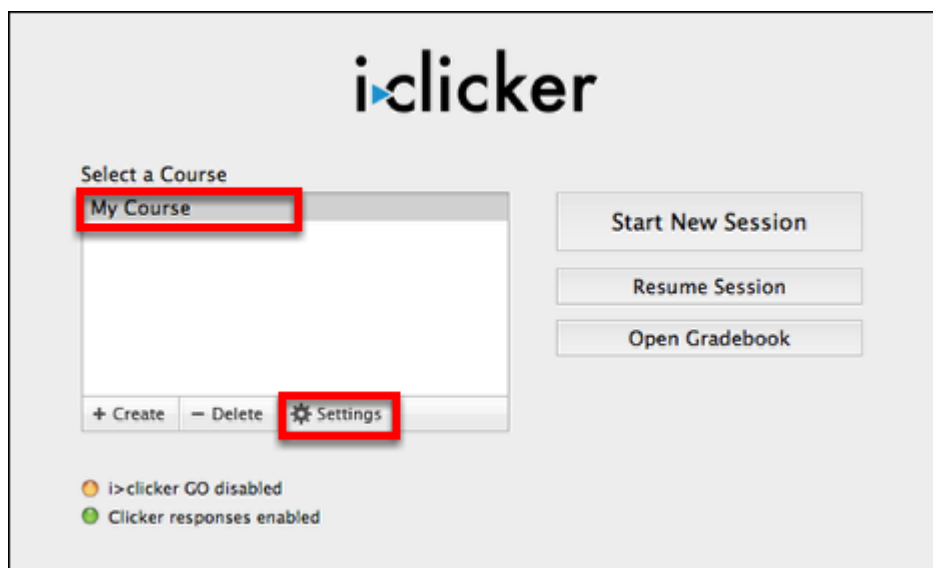 i▸clicker
Select a Course
My Course
Start New Session
Resume Session
Open Gradebook
+ Create
− Delete
Settings
i>clicker GO disabled
Clicker responses enabled